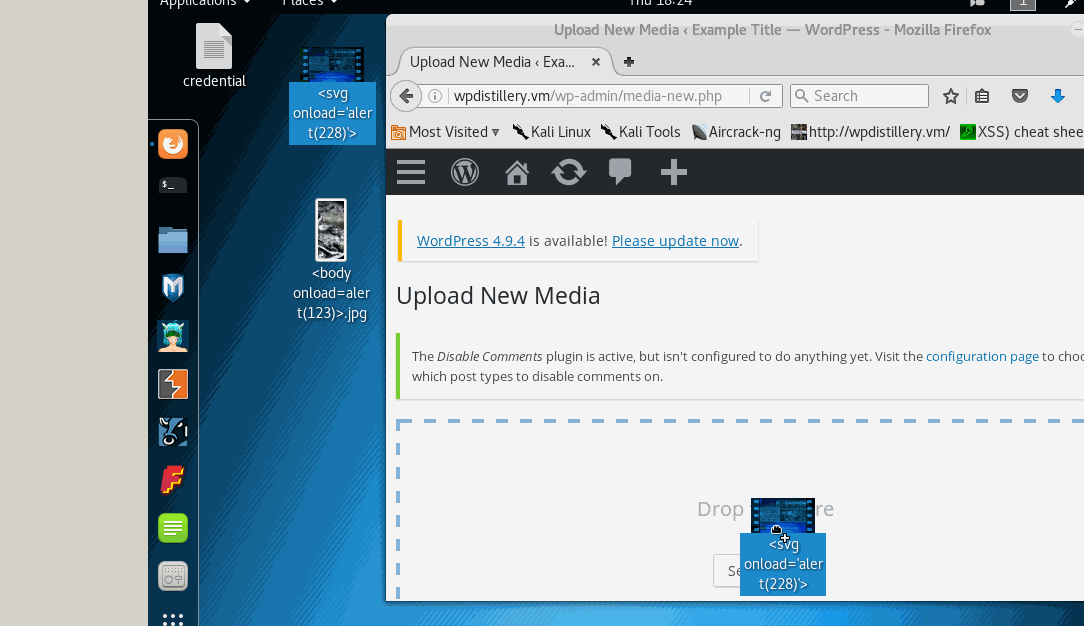 Applications
Places
Thu 18:24
1
Upload New Media ‹ Example Title — WordPress - Mozilla Firefox
credential
Upload New Media ‹ Exa...
<svg
onload='aler
t(228)'>
wpdistillery.vm/wp-admin/media-new.php
Search
Most Visited
Kali Linux
Kali Tools
Aircrack-ng
http://wpdistillery.vm/
XSS) cheat shee
$_
WordPress 4.9.4 is available! Please update now.
<body
onload=aler
t(123)>.jpg
Upload New Media
The Disable Comments plugin is active, but isn't configured to do anything yet. Visit the configuration page to choo
which post types to disable comments on.
Drop
re
Se
<svg
onload='aler
t(228)'>